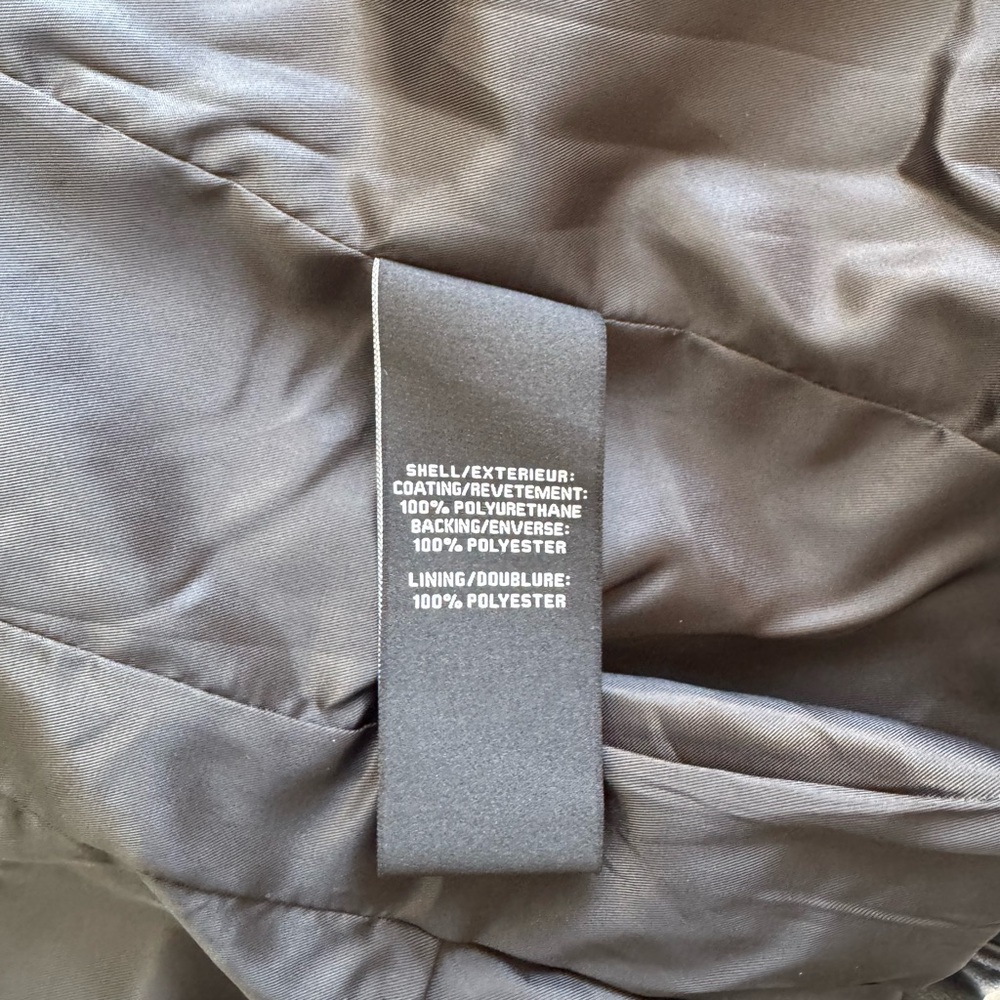 SHELL/EXTERIEUR:
COATING/REVETEMENT:
100% POLYURETHANE
BACKING/ENVERSE:
100% POLYESTER
LINING/DOUBLURE:
100% POLYESTER